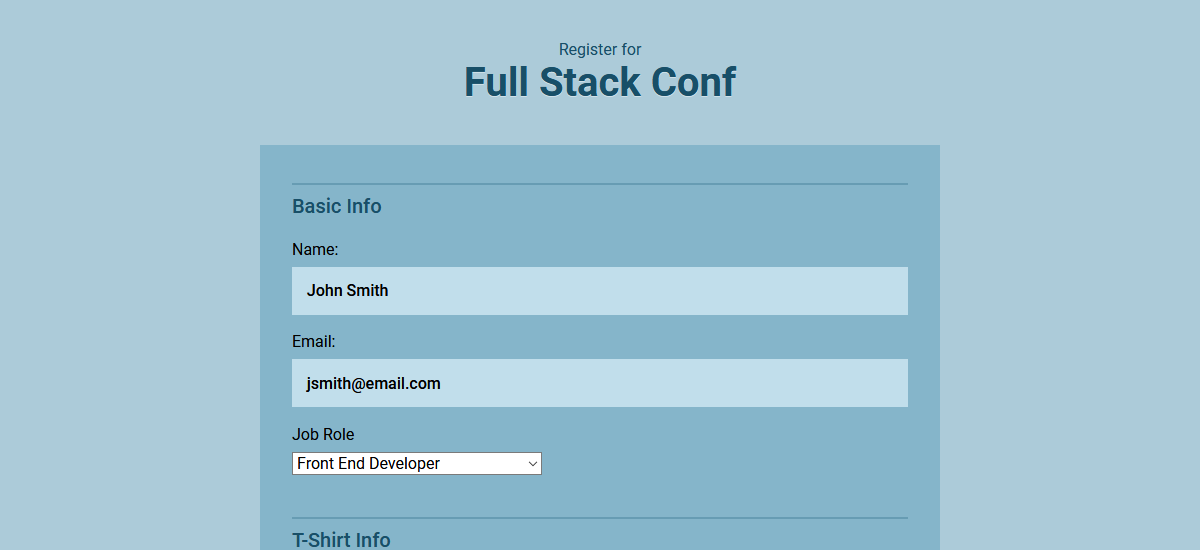 Register for
Full Stack Conf
Basic Info
Name:
John Smith
Email:
jsmith@email.com
Job Role
Front End Developer
T-Shirt Info